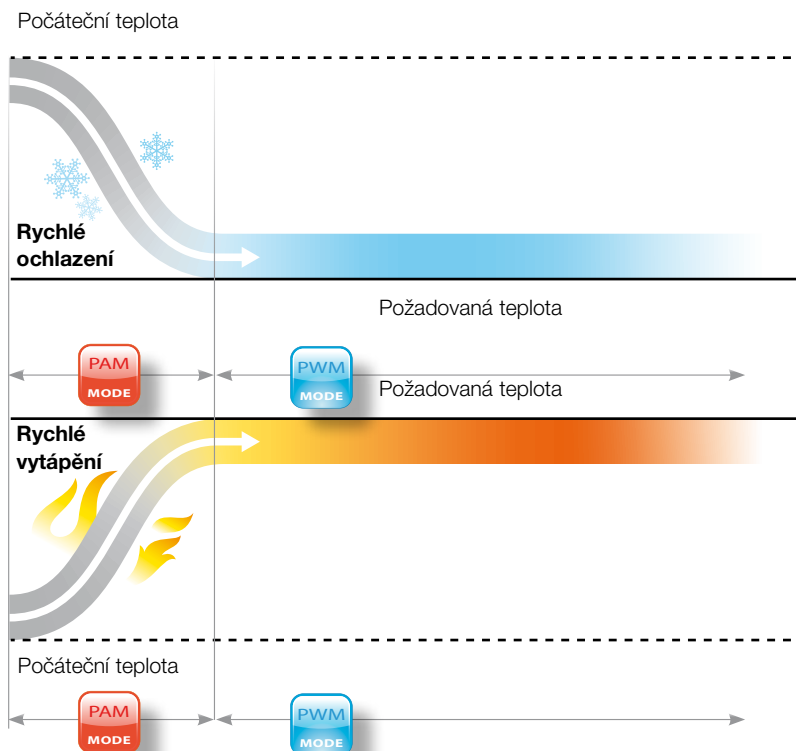 Počáteční teplota
Rychlé
ochlazení
Požadovaná teplota
PAM
MODE
PWM
MODE
Požadovaná teplota
Rychlé
vytápění
Počáteční teplota
PAM
MODE
PWM
MODE